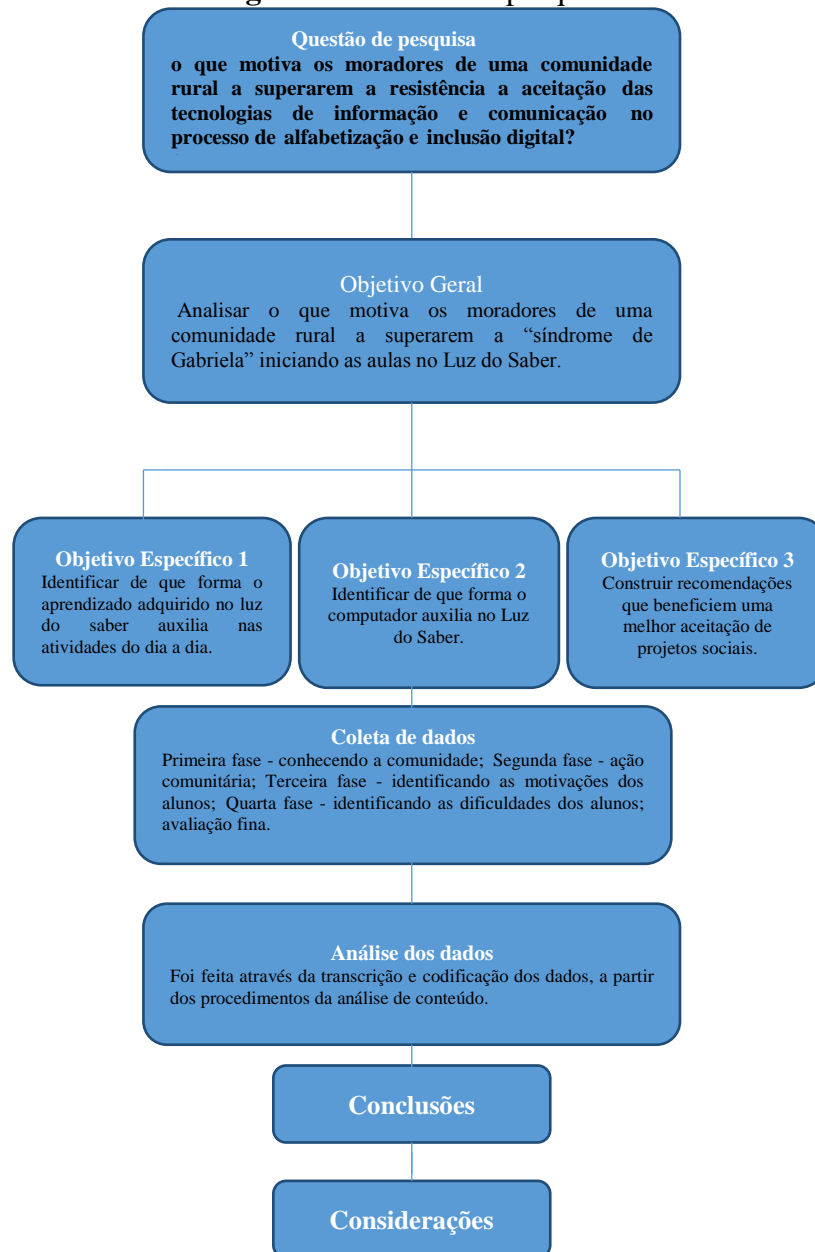 Questão de pesquisa
o que motiva os moradores de uma comunidade
rural a superarem a resistência a aceitação das
tecnologias de informação e comunicação no
processo de alfabetização e inclusão digital?
Objetivo Geral
Analisar o que motiva os moradores de uma
comunidade rural a superarem a “síndrome de
Gabriela” iniciando as aulas no Luz do Saber.
Objetivo Específico 1
Identificar de que forma o
aprendizado adquirido no luz
do saber auxilia nas
atividades do dia a dia.
Objetivo Específico 2
Identificar de que forma o
computador auxilia no Luz
do Saber.
Objetivo Específico 3
Construir recomendações
que beneficiem uma
melhor aceitação de
projetos sociais.
Coleta de dados
Primeira fase - conhecendo a comunidade; Segunda fase - ação
comunitária; Terceira fase - identificando as motivações dos
alunos; Quarta fase - identificando as dificuldades dos alunos;
avaliação fina.
Análise dos dados
Foi feita através da transcrição e codificação dos dados, a partir
dos procedimentos da análise de conteúdo.
Conclusões
Considerações